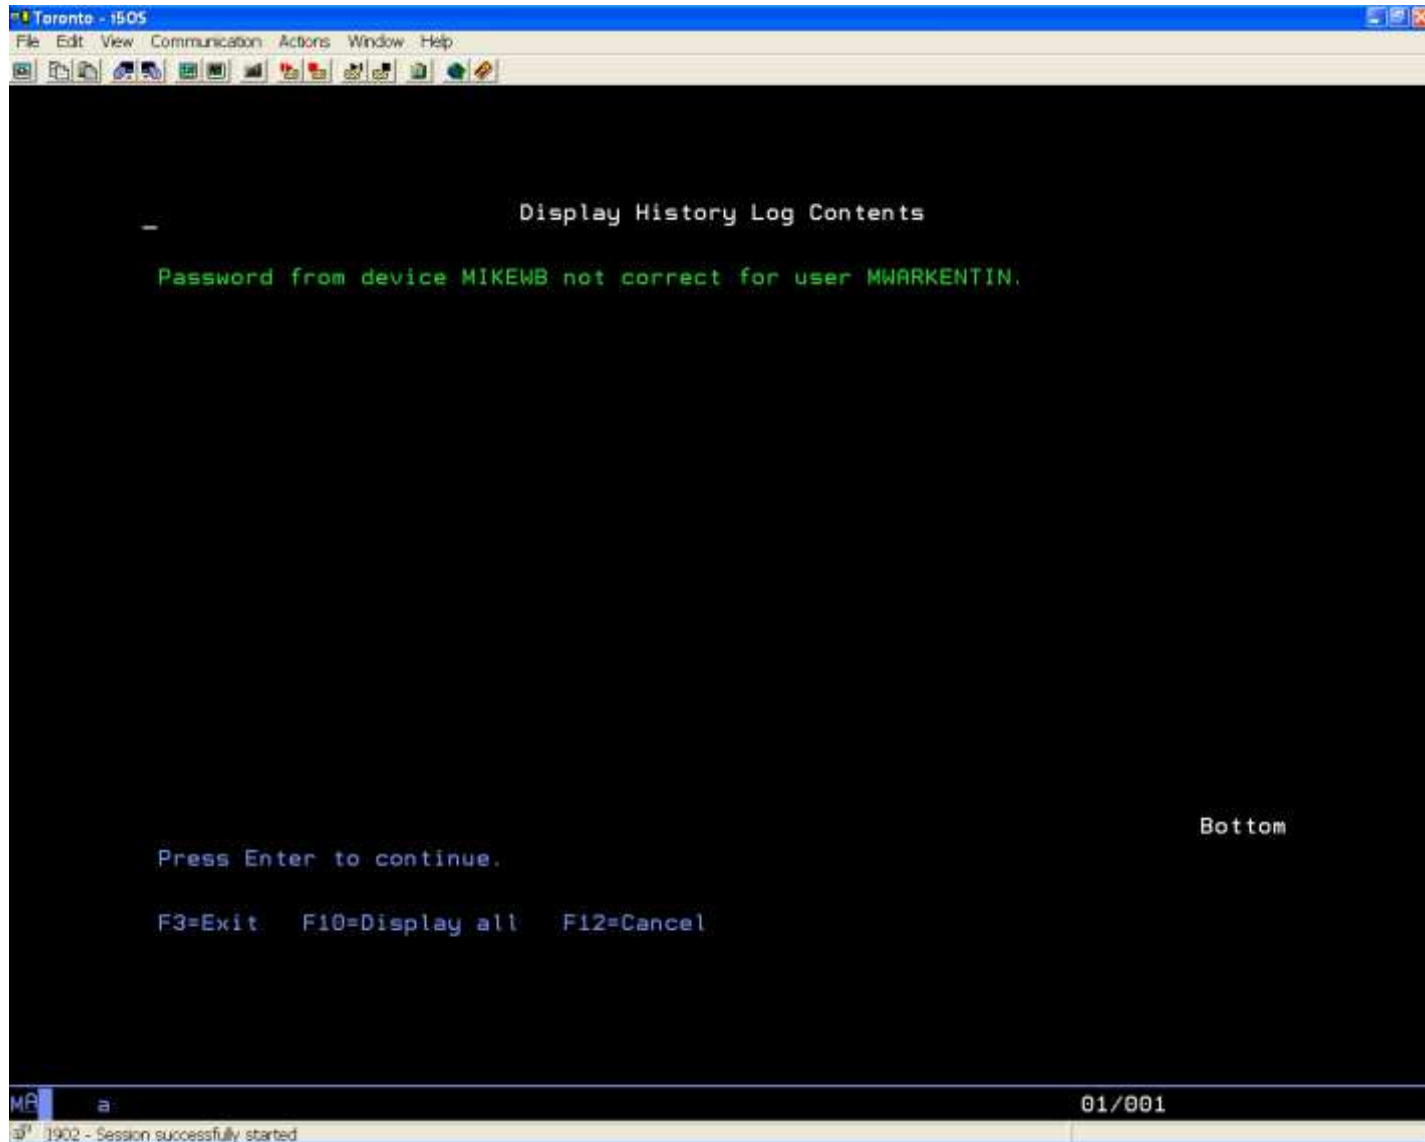 Toronto - i5OS
File Edit View Communication Actions Window Help
Display History Log Contents
Password from device MIKEWB not correct for user MWARKENTIN.
Bottom
Press Enter to continue.
F3=Exit F10=Display all F12=Cancel
MA a 01/001
1902 - Session successfully started